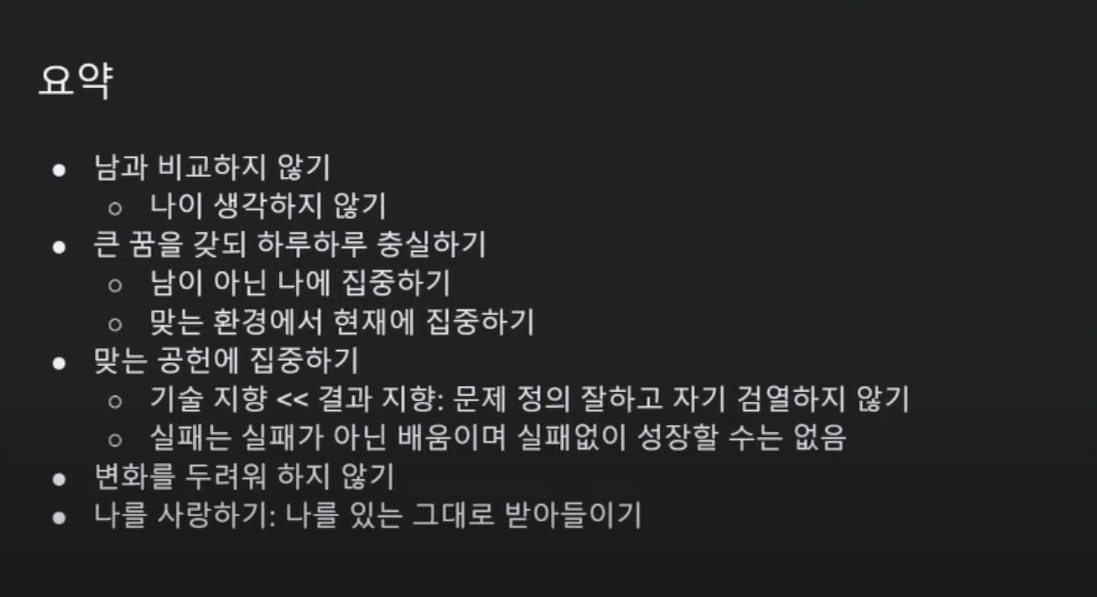 요약
● 남과 비교하지 않기
○ 나이 생각하지 않기
● 큰 꿈을 갖되 하루하루 충실하기
○ 남이 아닌 나에 집중하기
○ 맞는 환경에서 현재에 집중하기
● 맞는 공헌에 집중하기
○ 기술 지향 << 결과 지향: 문제 정의 잘하고 자기 검열하지 않기
○ 실패는 실패가 아닌 배움이며 실패없이 성장할 수는 없음
● 변화를 두려워 하지 않기
● 나를 사랑하기: 나를 있는 그대로 받아들이기